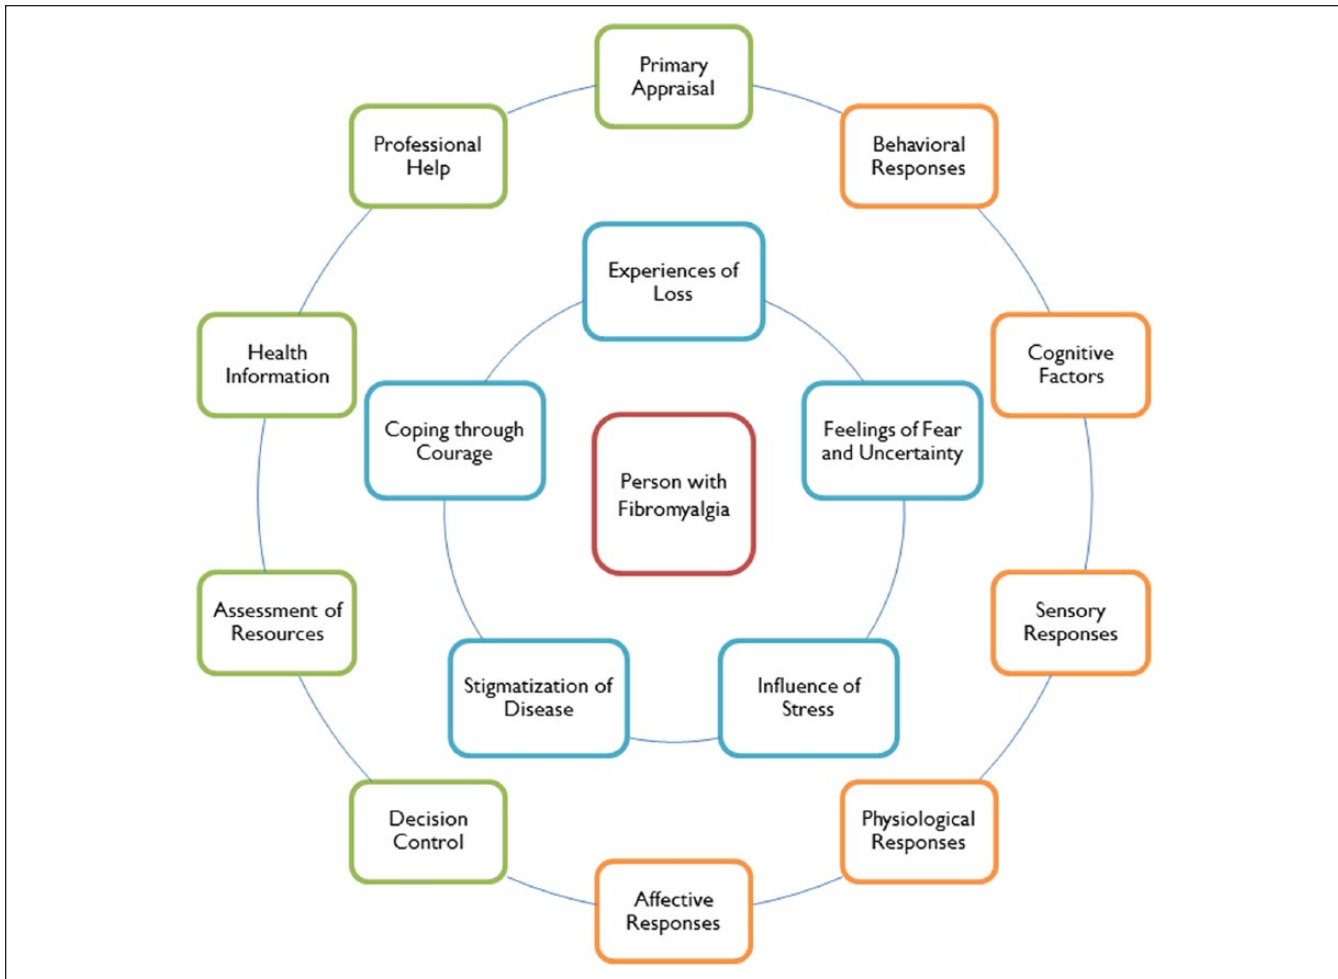 Primary
Appraisal
Professional
Help
Behavioral
Responses
Experiences of
Loss
Health
Information
Cognitive
Factors
Coping through
Courage
Feelings of Fear
and Uncertainty
Person with
Fibromyalgia
Assessment of
Resources
Sensory
Responses
Stigmatization of
Disease
Influence of
Stress
Decision
Control
Physiological
Responses
Affective
Responses